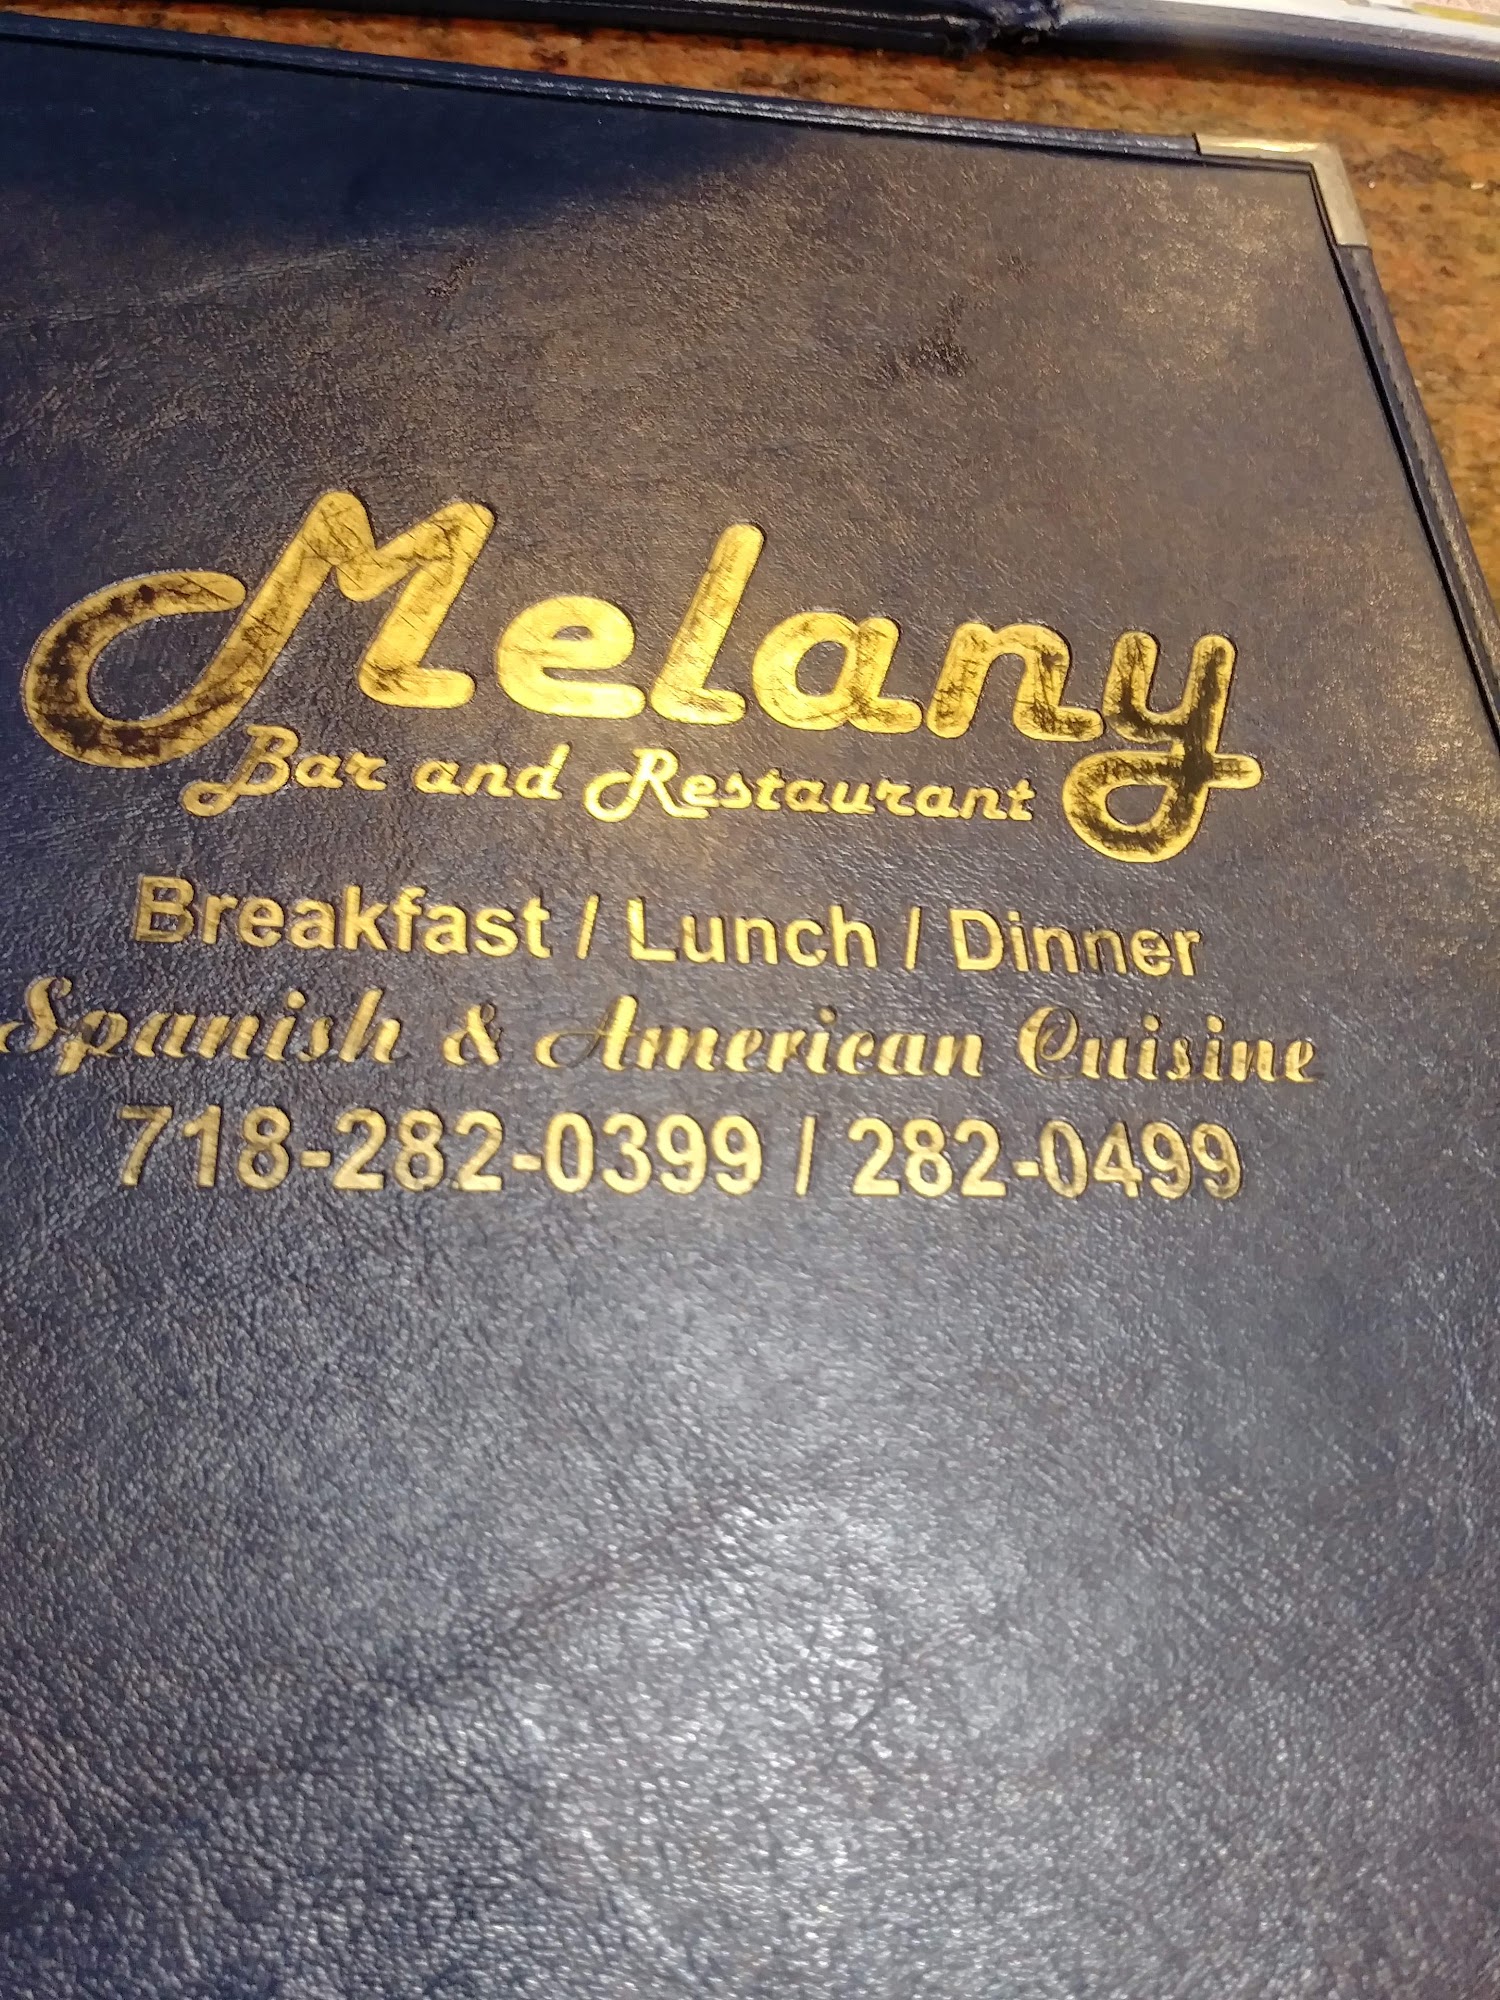 Melany
Bar and Restaurant
Breakfast / Lunch / Dinner
Spanish & American Cuisine
718-282-0399 / 282-0499